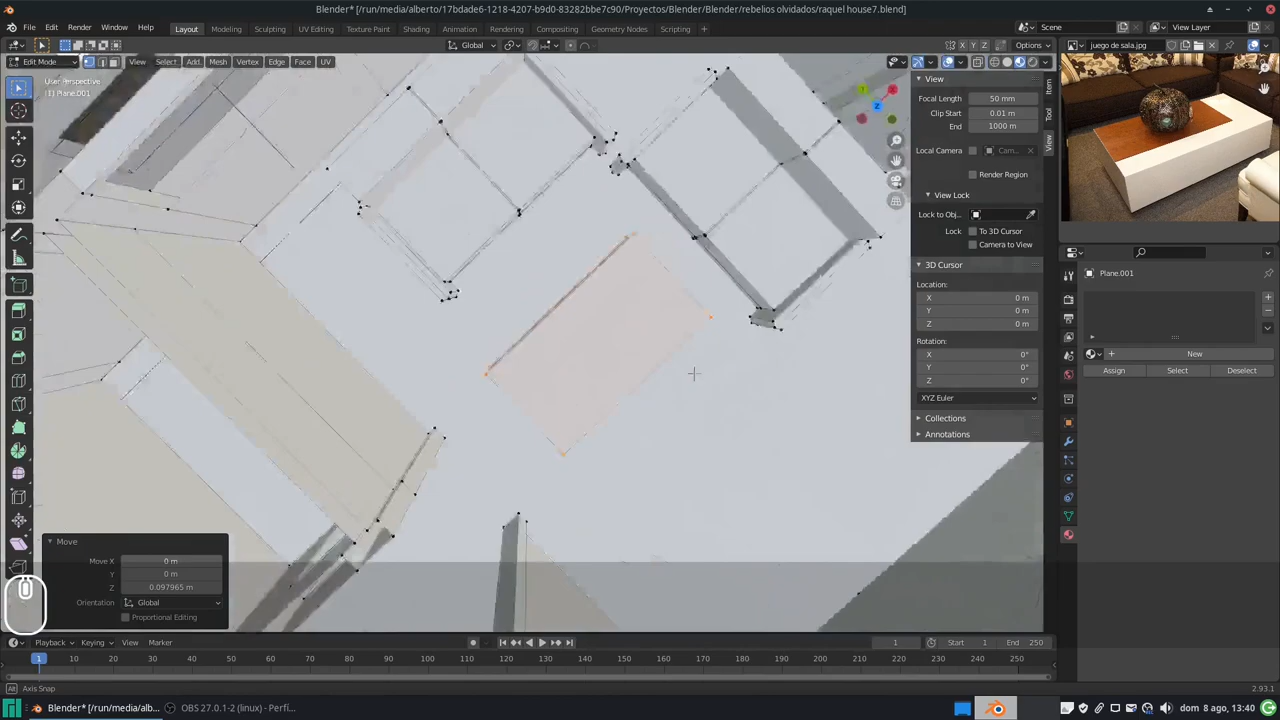 Blender* [/run/media/alberto/17bdade6-1218-4207-b9d0-83282bbe7c90/Proyectos/Blender/Blender/rebelios olvidados/raquel house7.blend]
File Edit Render Window Help Layout Modeling Sculpting UV Editing Texture Paint Shading Animation Rendering Compositing Geometry Nodes Scripting Scene View Layer
Global X Y Z Options juego de sala.jpg
Edit Mode View Select Add Mesh Vertex Edge Face UV
User Perspective
(1) Plane.001
View
Focal Length 50 mm
Clip Start 0.01 m
End 1000 m
Local Camera Cam...
Render Region
View Lock
Lock to Obj...
Lock: To 3D Cursor
Camera to View
3D Cursor
Location:
X 0 m
Y 0 m
Z 0 m
Rotation:
X 0°
Y 0°
Z 0°
XYZ Euler
Collections
Annotations
Item
Tool
View
Plane.001
New
Assign Select Deselect
Move
Move X 0 m
Y 0 m
Z 0.097965 m
Orientation Global
Proportional Editing
Playback Keying View Marker 1 Start 1 End 250
1 10 20 30 40 50 60 70 80 90 100 110 120 130 140 150 160 170 180 190 200 210 220 230 240 250
Axis Snap 2.93.1
Blender* [/run/media/alb... OBS 27.0.1-2 (linux) - Perfí... dom 8 ago, 13:40